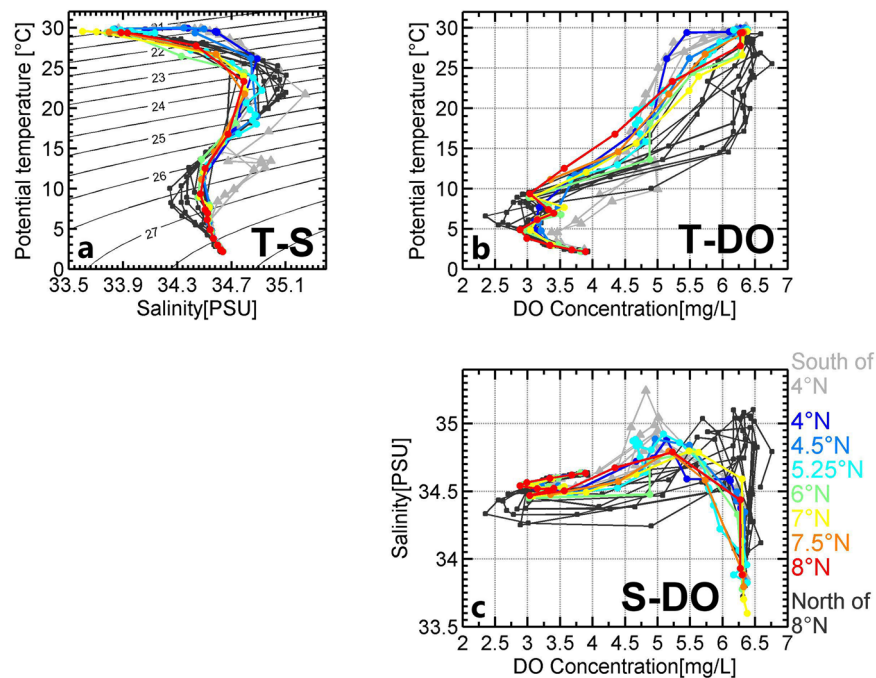 30
25
20
15
10
5
0
21
22
23
24
25
26
27
a
T-S
33.5 33.9 34.3 34.7 35.1
Salinity[PSU]
Potential temperature [°C]
30
25
20
15
10
5
0
b
T-DO
2 2.5 3 3.5 4 4.5 5 5.5 6 6.5 7
DO Concentration[mg/L]
Potential temperature [°C]
35
34.5
34
33.5
c
S-DO
2 2.5 3 3.5 4 4.5 5 5.5 6 6.5 7
DO Concentration[mg/L]
Salinity[PSU]
South of
4°N
4°N
4.5°N
5.25°N
6°N
7°N
7.5°N
8°N
North of
8°N